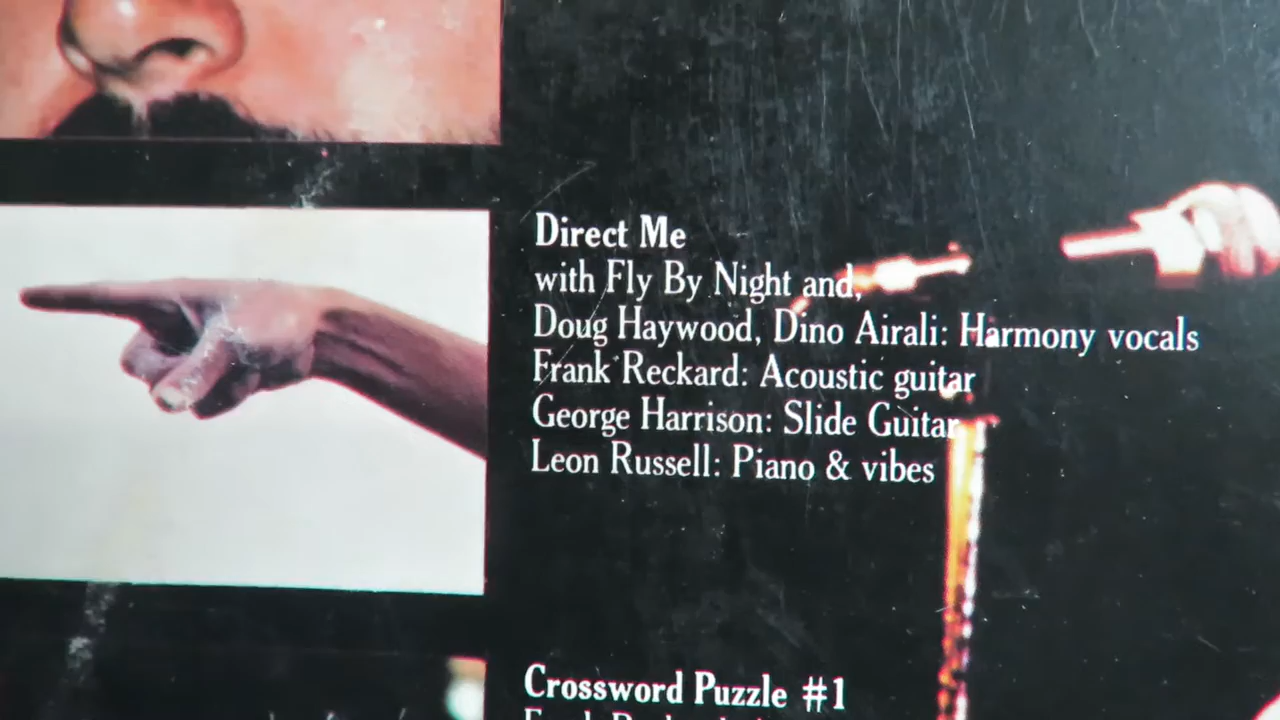 Direct Me
with Fly By Night and,
Doug Haywood, Dino Airali: Harmony vocals
Frank Reckard: Acoustic guitar
George Harrison: Slide Guitar
Leon Russell: Piano & vibes
Crossword Puzzle #1